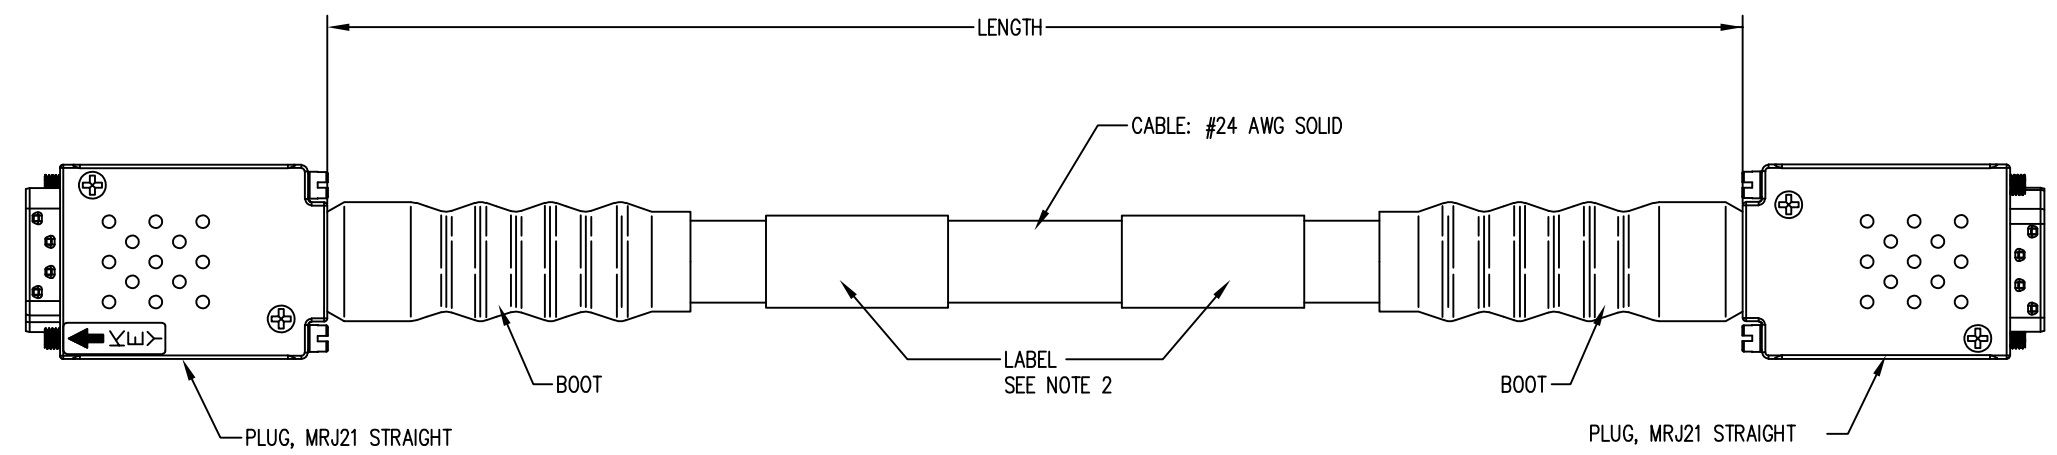 LENGTH
CABLE: #24 AWG SOLID
KEY
LABEL
SEE NOTE 2
BOOT
BOOT
PLUG, MRJ21 STRAIGHT
PLUG, MRJ21 STRAIGHT